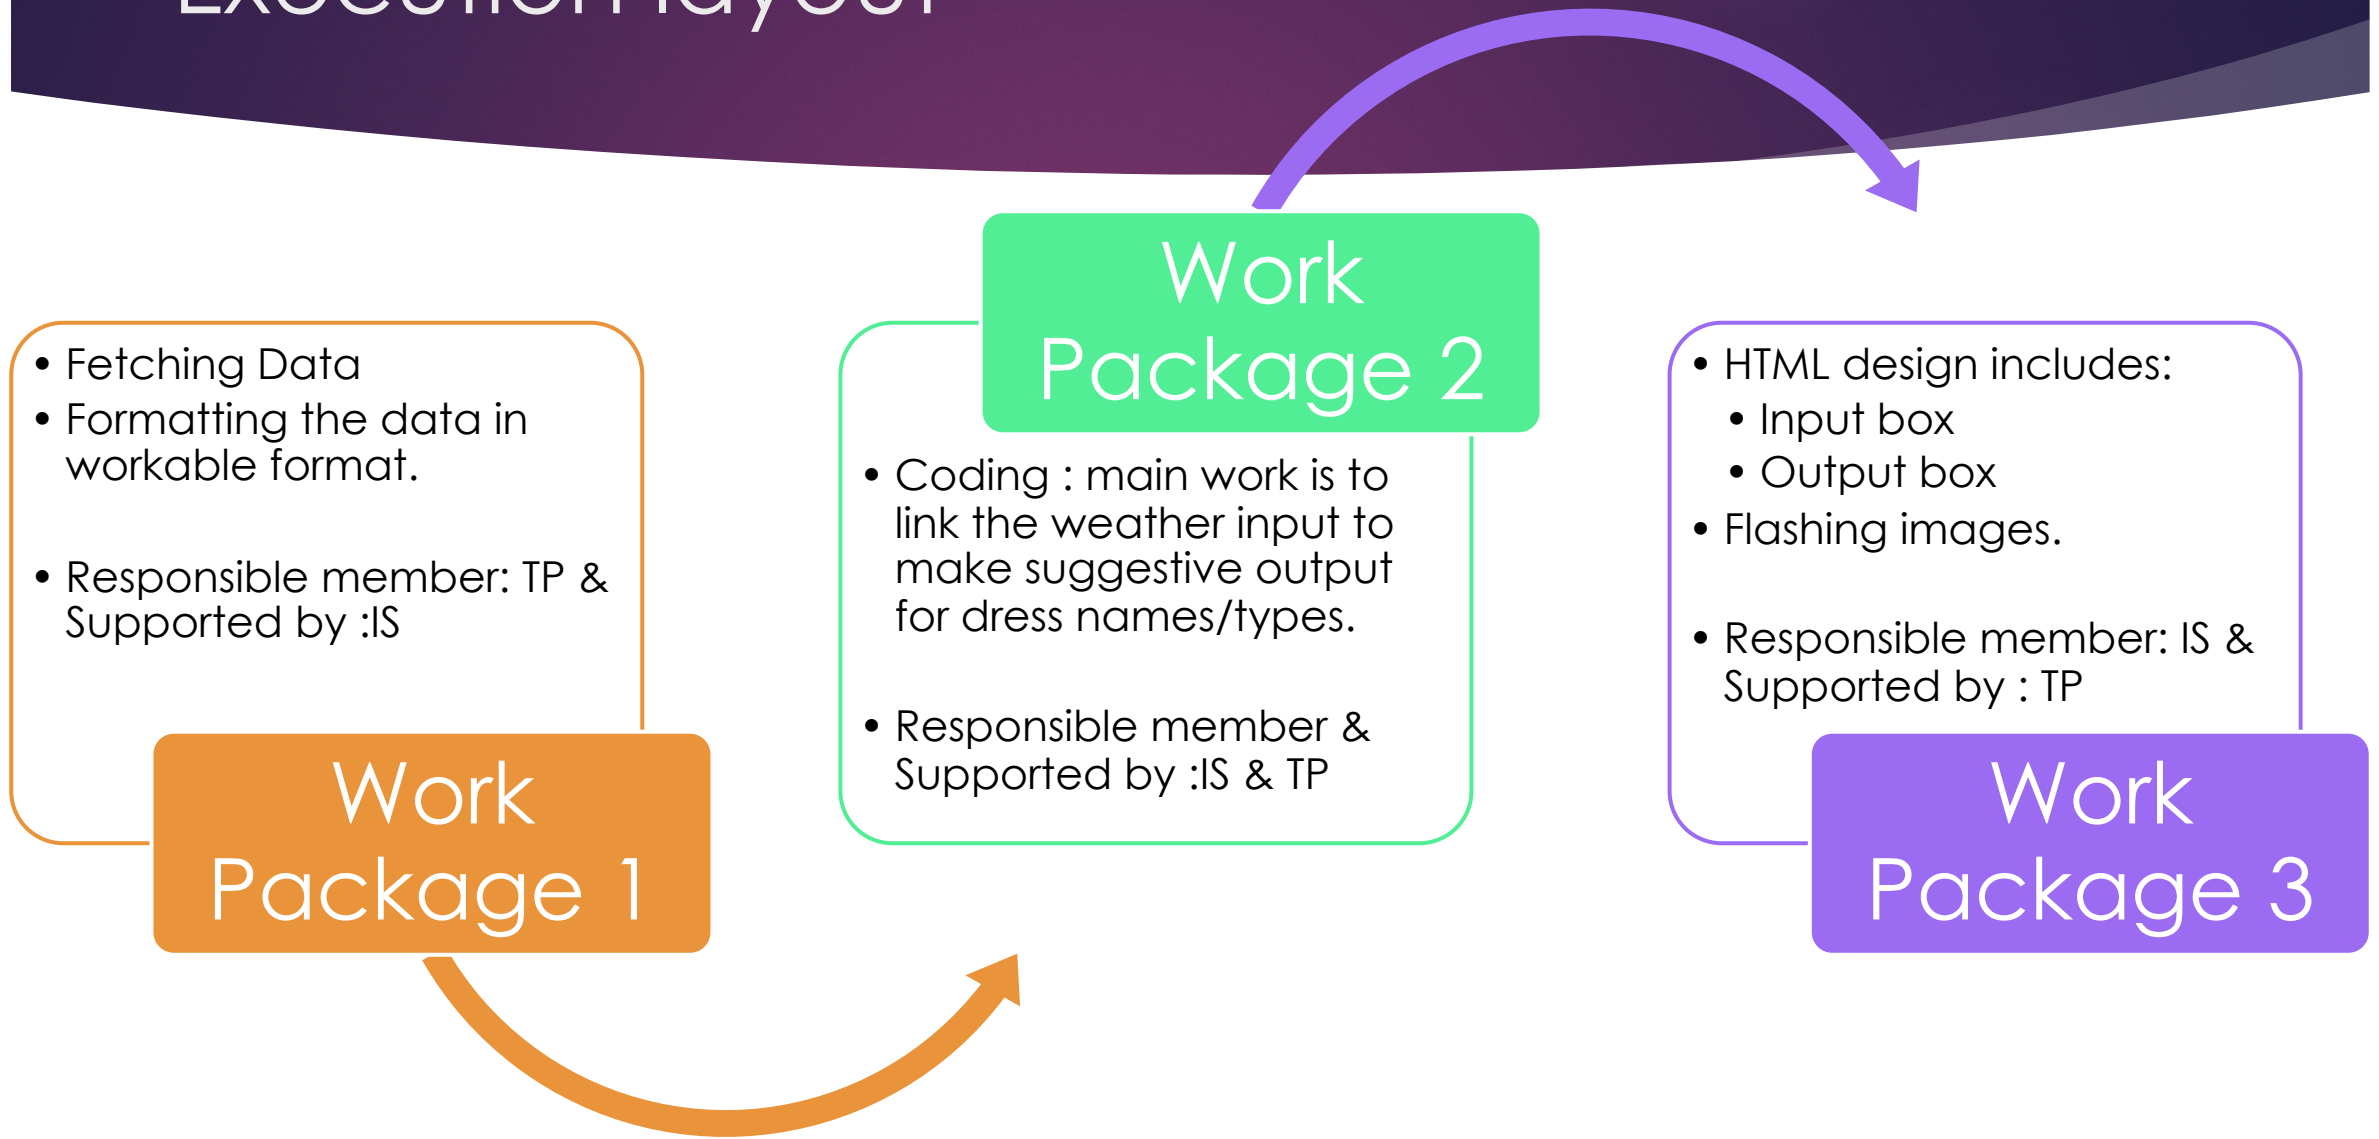 Execution layout
• Fetching Data
• Formatting the data in
workable format.
• Responsible member: TP &
Supported by :IS
Work
Package 1
Work
Package 2
• Coding : main work is to
link the weather input to
make suggestive output
for dress names/types.
• Responsible member &
Supported by :IS & TP
• HTML design includes:
• Input box
• Output box
• Flashing images.
• Responsible member: IS &
Supported by : TP
Work
Package 3